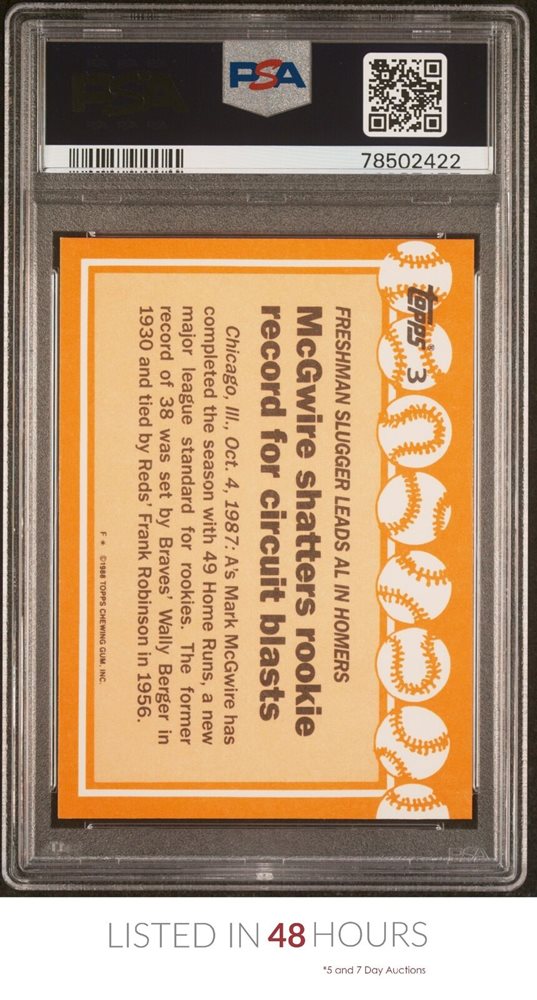 PSA
PSA
78502422
topps® 3
FRESHMAN SLUGGER LEADS AL IN HOMERS
McGwire shatters rookie
record for circuit blasts
Chicago, Ill., Oct. 4, 1987: A's Mark McGwire has
completed the season with 49 Home Runs, a new
major league standard for rookies. The former
record of 38 was set by Braves' Wally Berger in
1930 and tied by Reds' Frank Robinson in 1956.
F * ©1988 TOPPS CHEWING GUM, INC.
PSA
LISTED IN 48 HOURS
*5 and 7 Day Auctions